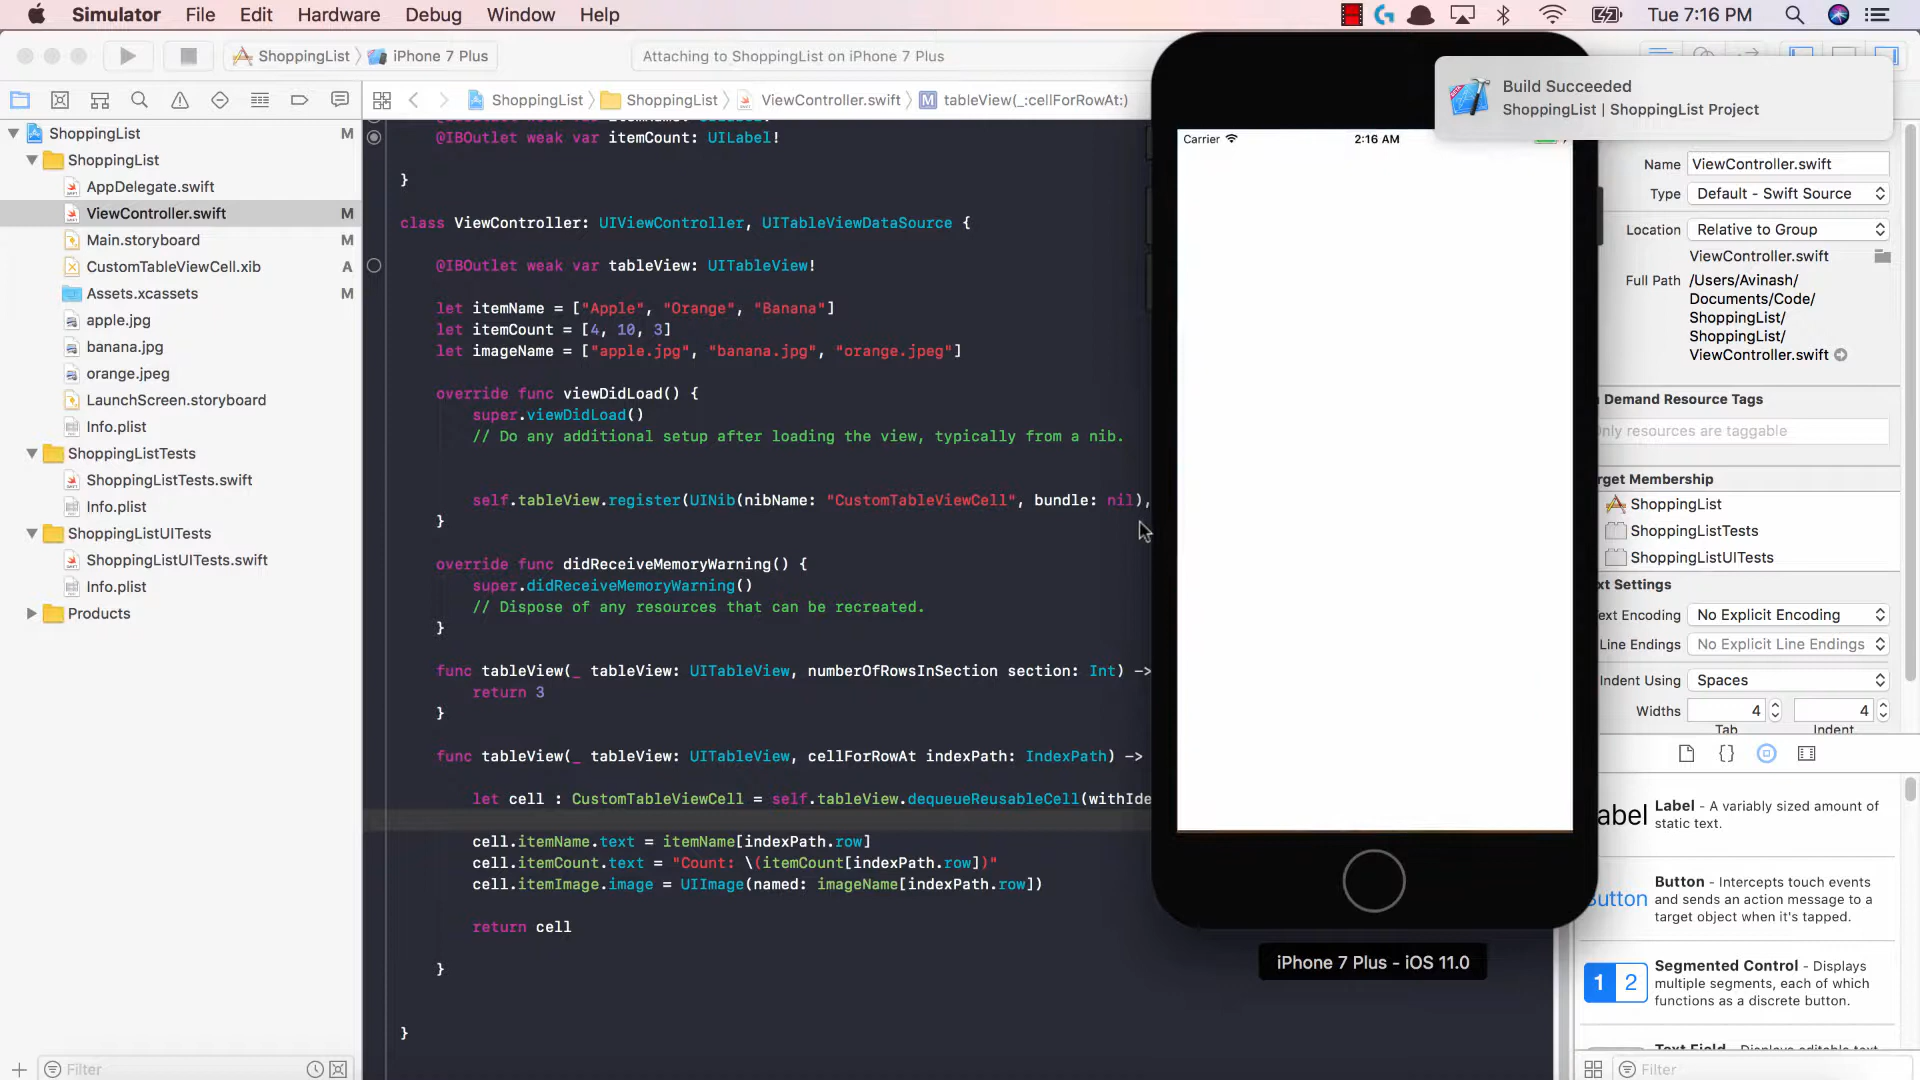 Simulator File Edit Hardware Debug Window Help Tue 7:16 PM
ShoppingList iPhone 7 Plus Attaching to ShoppingList on iPhone 7 Plus
Build Succeeded
ShoppingList | ShoppingList Project
ShoppingList ShoppingList ViewController.swift M tableView(_:cellForRowAt:)
ShoppingList M
ShoppingList
AppDelegate.swift
ViewController.swift M
Main.storyboard M
CustomTableViewCell.xib A
Assets.xcassets M
apple.jpg
banana.jpg
orange.jpeg
LaunchScreen.storyboard
Info.plist
ShoppingListTests
ShoppingListTests.swift
Info.plist
ShoppingListUITests
ShoppingListUITests.swift
Info.plist
Products
Filter
@IBOutlet weak var itemCount: UILabel!
}
class ViewController: UIViewController, UITableViewDataSource {
@IBOutlet weak var tableView: UITableView!
let itemName = ["Apple", "Orange", "Banana"]
let itemCount = [4, 10, 3]
let imageName = ["apple.jpg", "banana.jpg", "orange.jpeg"]
override func viewDidLoad() {
super.viewDidLoad()
// Do any additional setup after loading the view, typically from a nib.
self.tableView.register(UINib(nibName: "CustomTableViewCell", bundle: nil),
}
override func didReceiveMemoryWarning() {
super.didReceiveMemoryWarning()
// Dispose of any resources that can be recreated.
}
func tableView(_ tableView: UITableView, numberOfRowsInSection section: Int) ->
return 3
}
func tableView(_ tableView: UITableView, cellForRowAt indexPath: IndexPath) ->
let cell : CustomTableViewCell = self.tableView.dequeueReusableCell(withIde
cell.itemName.text = itemName[indexPath.row]
cell.itemCount.text = "Count: \(itemCount[indexPath.row])"
cell.itemImage.image = UIImage(named: imageName[indexPath.row])
return cell
}
}
Carrier 2:16 AM
iPhone 7 Plus - iOS 11.0
Name ViewController.swift
Type Default - Swift Source
Location Relative to Group
ViewController.swift
Full Path /Users/Avinash/
Documents/Code/
ShoppingList/
ShoppingList/
ViewController.swift
Demand Resource Tags
Only resources are taggable
rget Membership
ShoppingList
ShoppingListTests
ShoppingListUITests
xt Settings
ext Encoding No Explicit Encoding
Line Endings No Explicit Line Endings
Indent Using Spaces
Widths 4 4
Tab Indent
{}
abel Label - A variably sized amount of
static text.
utton Button - Intercepts touch events
and sends an action message to a
target object when it's tapped.
1 2 Segmented Control - Displays
multiple segments, each of which
functions as a discrete button.
Filter